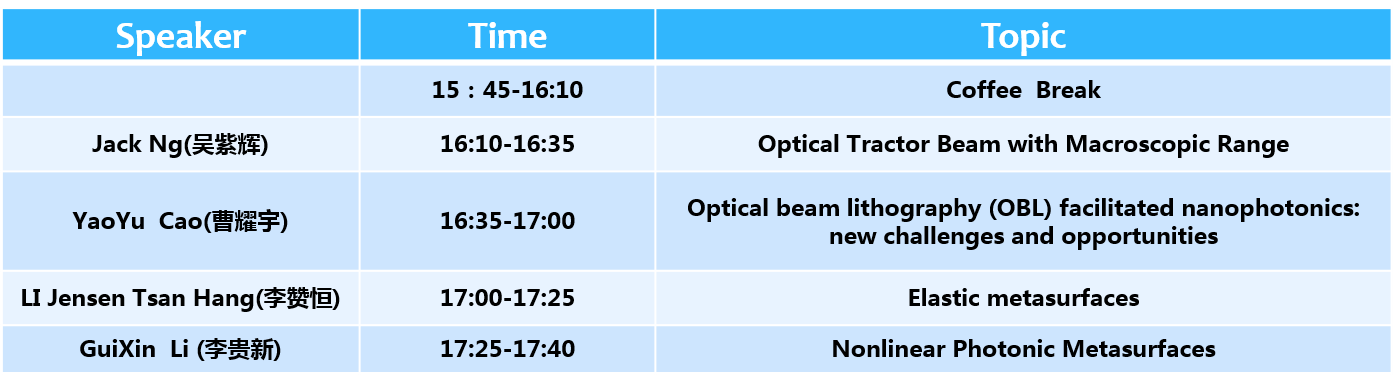 Speaker Time Topic
15：45-16:10 Coffee Break
Jack Ng(吴紫辉) 16:10-16:35 Optical Tractor Beam with Macroscopic Range
YaoYu Cao(曹耀宇) 16:35-17:00 Optical beam lithography (OBL) facilitated nanophotonics:
new challenges and opportunities
LI Jensen Tsan Hang(李赞恒) 17:00-17:25 Elastic metasurfaces
GuiXin Li (李贵新) 17:25-17:40 Nonlinear Photonic Metasurfaces